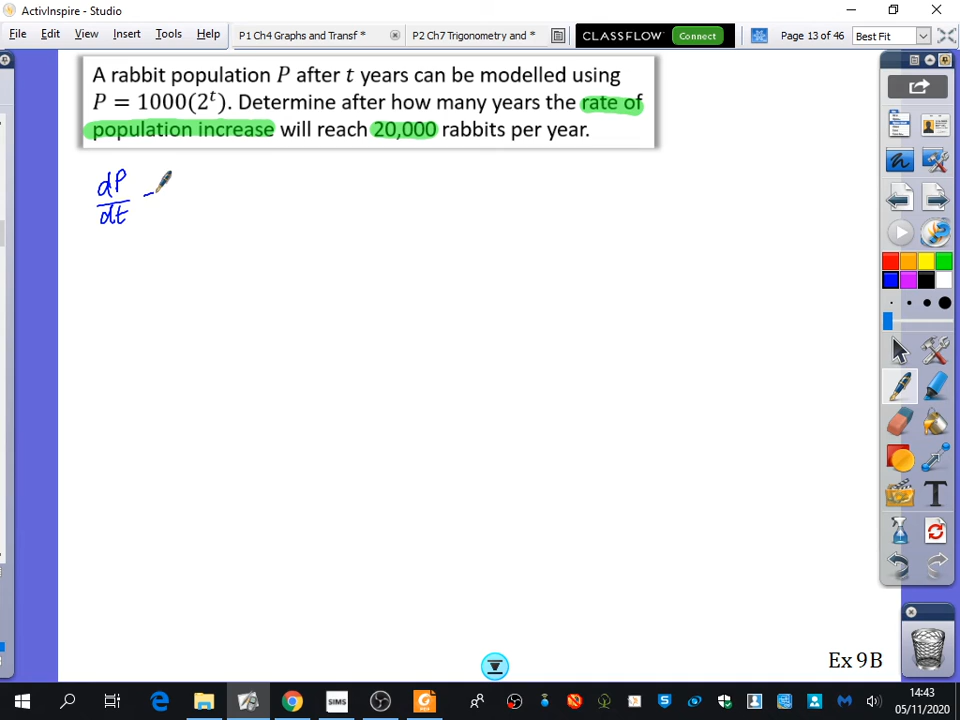 ActivInspire - Studio
File Edit View Insert Tools Help P1 Ch4 Graphs and Transf * P2 Ch7 Trigonometry and * CLASSFLOW Connect Page 13 of 46 Best Fit
A rabbit population P after t years can be modelled using
P = 1000(2^t). Determine after how many years the rate of
population increase will reach 20,000 rabbits per year.
dP
dt
T
Ex 9B
SIMS
14:43
05/11/2020